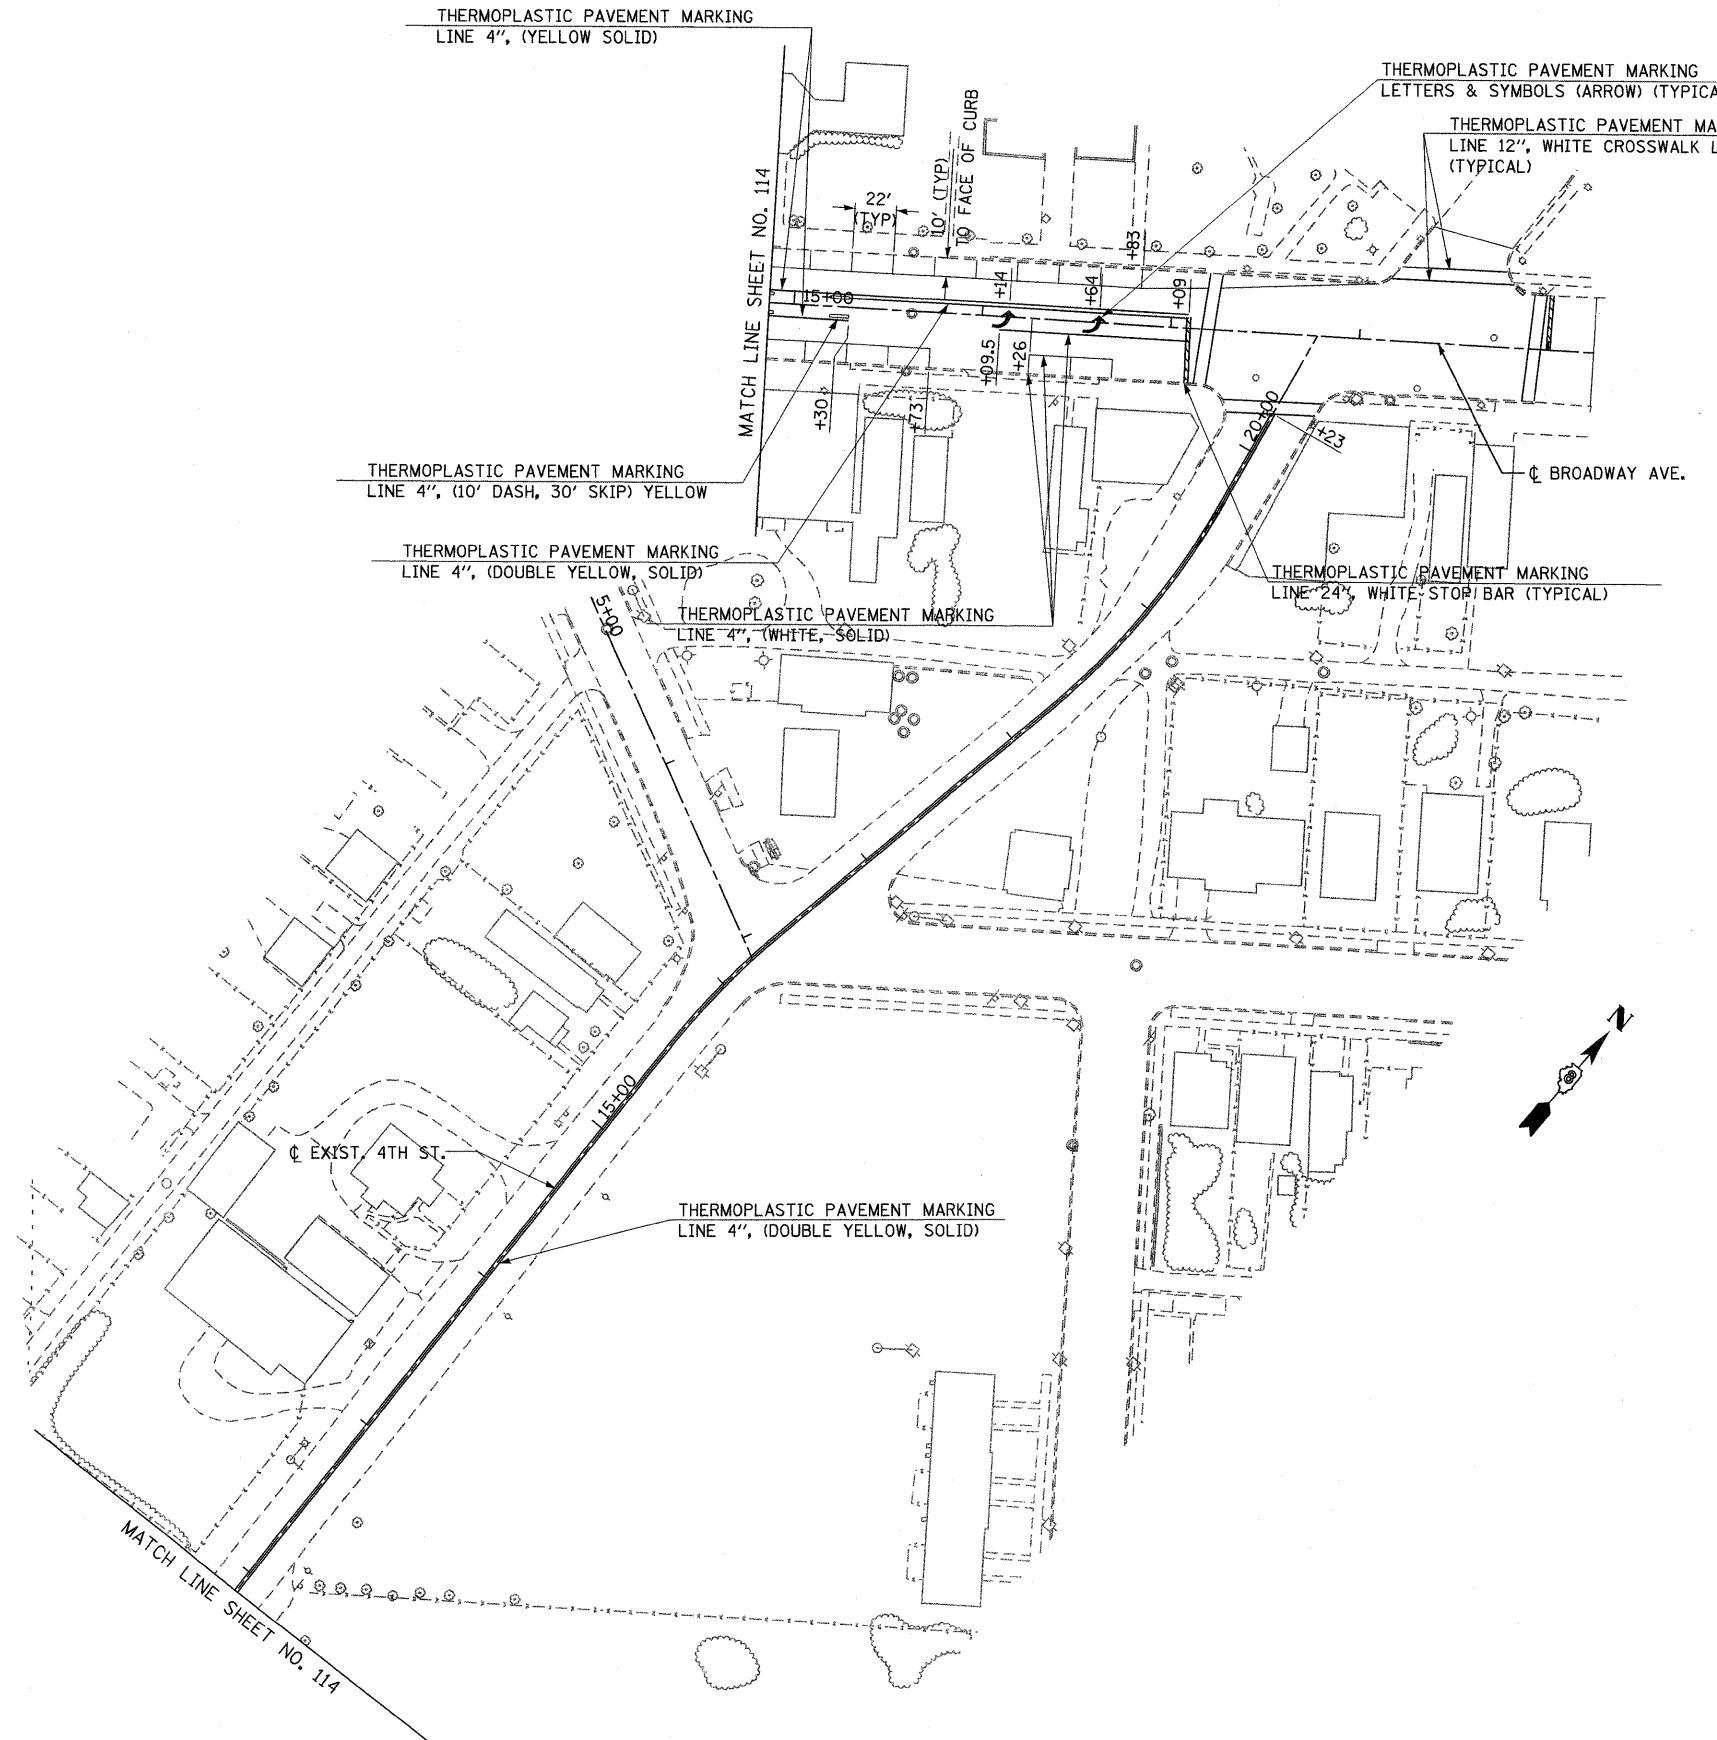 THERMOPLASTIC PAVEMENT MARKING
LINE 4", (YELLOW SOLID)
THERMOPLASTIC PAVEMENT MARKING
LETTERS & SYMBOLS (ARROW) (TYPICA
THERMOPLASTIC PAVEMENT MA
LINE 12", WHITE CROSSWALK L
(TYPICAL)
MATCH LINE SHEET NO. 114
22'
(TYP)
10' (TYP)
TO FACE OF CURB
+83
+14
+64
+09
15+00
+09.5
+26
+30
+73
20+00
+23
℄ BROADWAY AVE.
THERMOPLASTIC PAVEMENT MARKING
LINE 4", (10' DASH, 30' SKIP) YELLOW
THERMOPLASTIC PAVEMENT MARKING
LINE 4", (DOUBLE YELLOW, SOLID)
THERMOPLASTIC PAVEMENT MARKING
LINE 24", WHITE STOP BAR (TYPICAL)
5+00
THERMOPLASTIC PAVEMENT MARKING
LINE 4", (WHITE, SOLID)
N
15+00
℄ EXIST. 4TH ST.
THERMOPLASTIC PAVEMENT MARKING
LINE 4", (DOUBLE YELLOW, SOLID)
MATCH LINE SHEET NO. 114